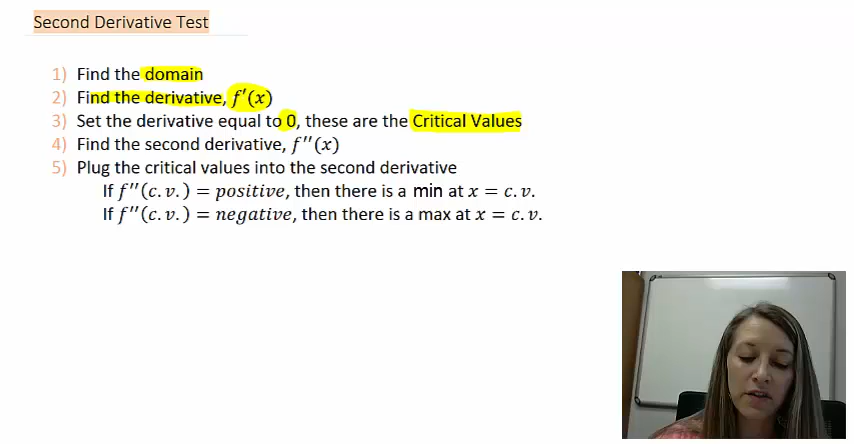 Second Derivative Test
1) Find the domain
2) Find the derivative, f′(x)
3) Set the derivative equal to 0, these are the Critical Values
4) Find the second derivative, f″(x)
5) Plug the critical values into the second derivative
If f″(c.v.) = positive, then there is a min at x = c.v.
If f″(c.v.) = negative, then there is a max at x = c.v.